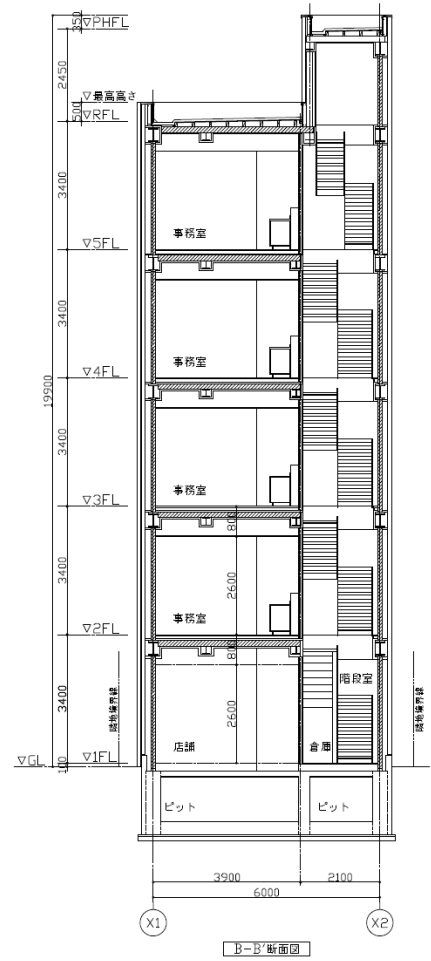 ▽PHFL
350
2450
▽最高高さ
500
▽RFL
3400
事務室
▽5FL
3400
事務室
▽4FL
19900
3400
事務室
▽3FL
800
3400
2600
事務室
▽2FL
800
3400
2600
階段室
隣地境界線
隣地境界線
店舗
倉庫
▽GL
▽1FL
100
ピット
ピット
3900
2100
6000
X1
X2
B-B'断面図